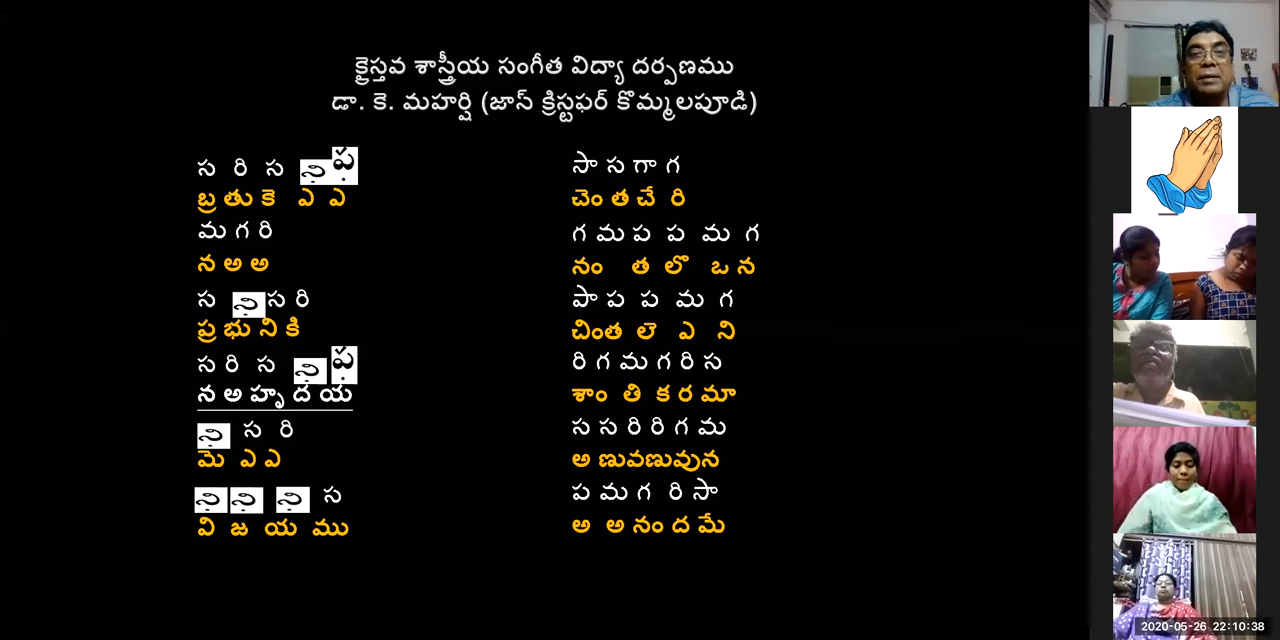 క్రైస్తవ శాస్త్రీయ సంగీత విద్యా దర్పణము
డా. కె. మహర్షి (జాస్ క్రిస్టఫర్ కొమ్మలపూడి)
స రి స ని ప
బ్ర తు కె ఎ ఎ
మ గ రి
న అ అ
స ని స రి
ప్ర భు ని కి
స రి స ని ప
న అ హృ ద య
ని స రి
మె ఎ ఎ
ని ని ని స
వి జ య ము
సా స గా గ
చెం త చే రి
గ మ ప ప మ గ
నం త లొ ఒ న
పా ప ప మ గ
చింత లె ఎ ని
రి గ మ గ రి స
శాం తి క ర మా
స స రి రి గ మ
అ ణువణువున
ప మ గ రి సా
అ అ నం ద మే
2020-05-26 22:10:38